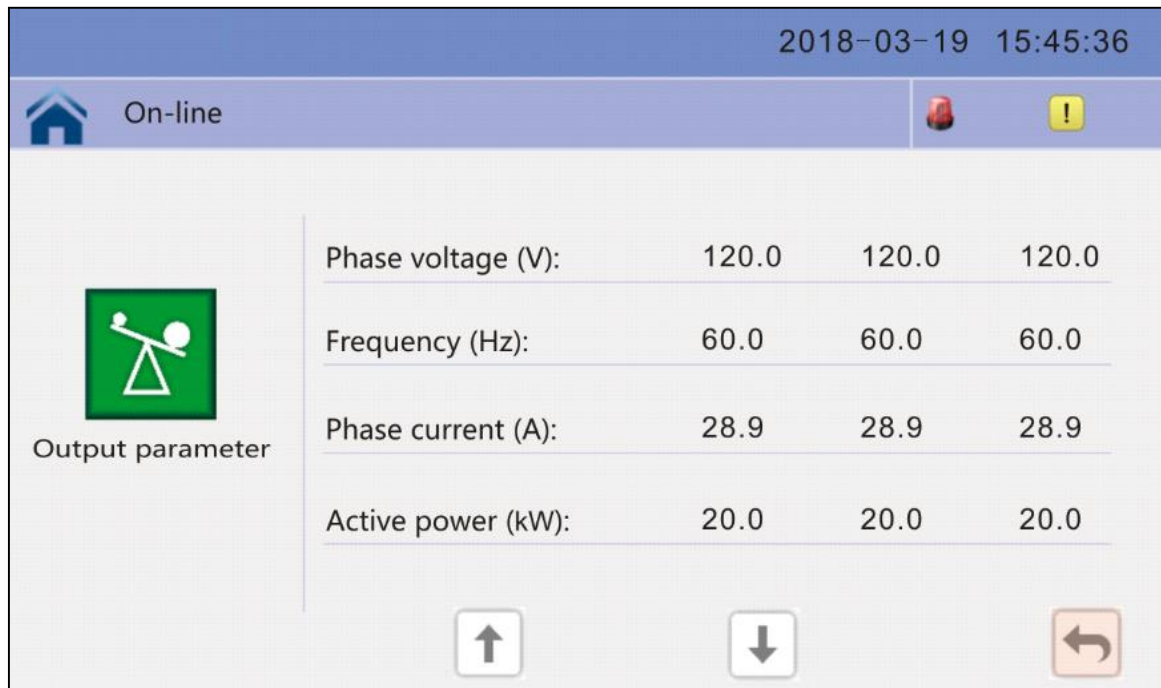 2018-03-19 15:45:36
On-line
!
Phase voltage (V): 120.0 120.0 120.0
Frequency (Hz): 60.0 60.0 60.0
Phase current (A): 28.9 28.9 28.9
Output parameter
Active power (kW): 20.0 20.0 20.0